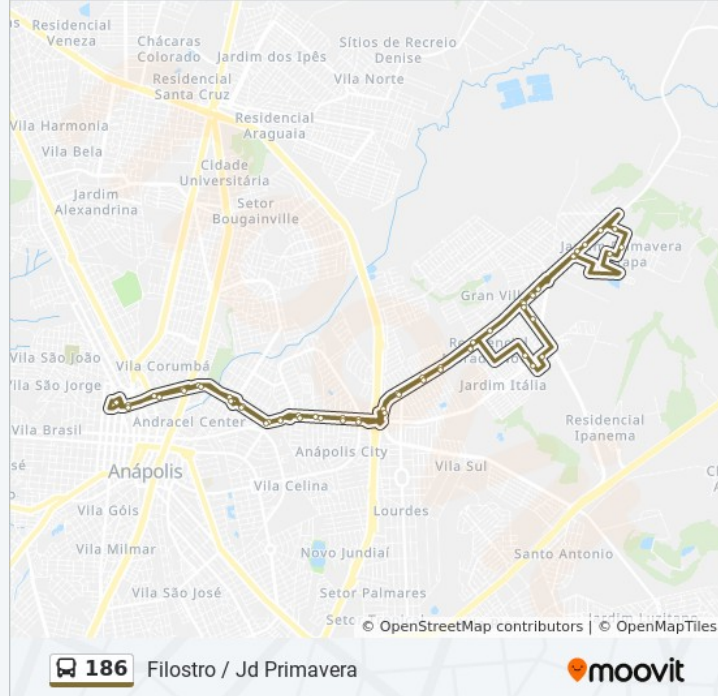 Residencial
Veneza
Chácaras
Colorado
Jardim dos Ipês
Sítios de Recreio
Denise
Residencial
Santa Cruz
Vila Norte
Vila Harmonia
Residencial
Araguaia
Vila Bela
Cidade
Universitária
Jardim
Alexandrina
Setor
Bougainville
Gran Vill
Vila São João
Vila Corumbá
Vila São Jorge
Jardim Itália
Vila Brasil
Andracel Center
Residencial
Ipanema
Anápolis City
Vila Sul
Anápolis
Vila Celina
Vila Góis
Lourdes
Vila Milmar
Novo Jundiaí
Santo Antonio
Vila São José
Setor Palmares
© OpenStreetMap contributors | © OpenMapTiles
186 Filostro / Jd Primavera
moovit